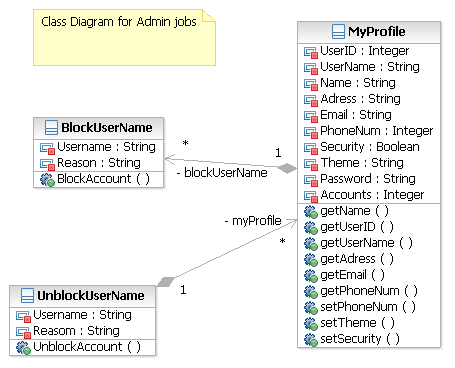 Class Diagram for Admin jobs
MyProfile
UserID : Integer
UserName : String
Name : String
Adress : String
Email : String
PhoneNum : Integer
Security : Boolean
Theme : String
Password : String
Accounts : Integer
getName ( )
getUserID ( )
getUserName ( )
getAdress ( )
getEmail ( )
getPhoneNum ( )
setPhoneNum ( )
setTheme ( )
setSecurity ( )
BlockUserName
Username : String
Reason : String
BlockAccount ( )
*
1
- blockUserName
- myProfile
*
1
UnblockUserName
Username : String
Reasom : String
UnblockAccount ( )